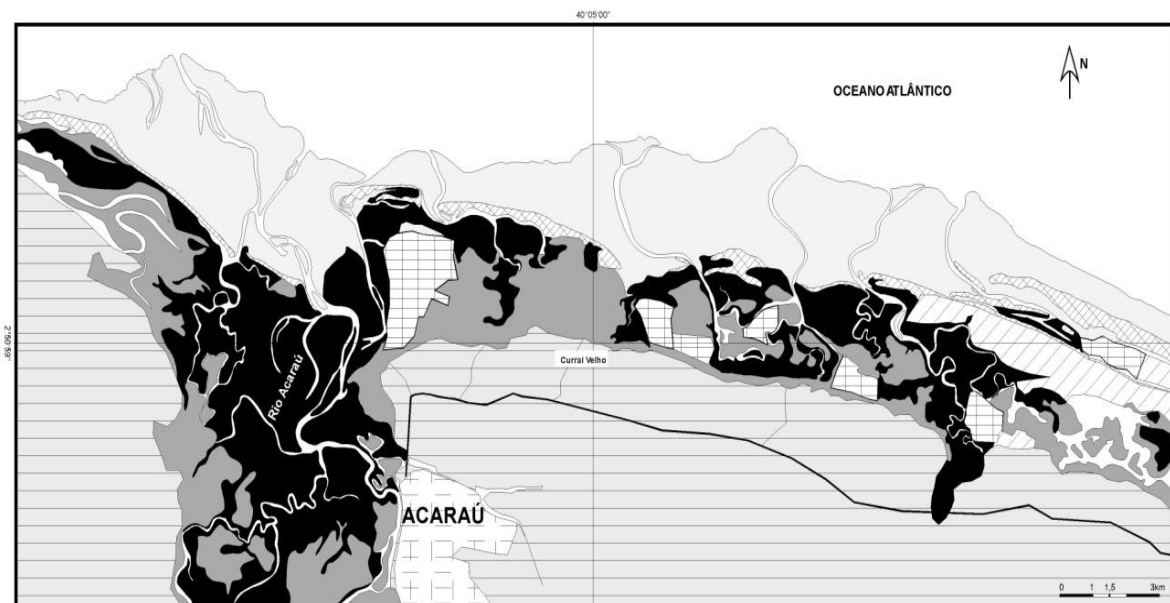 40°05'00"
N
OCEANO ATLÂNTICO
2°50'59"
Curral Velho
Rio Acaraú
ACARAÚ
0 1 1,5 3km